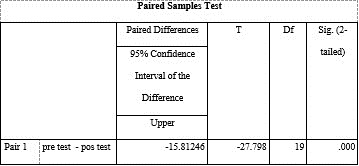 Paired Samples Test
Paired Differences T Df Sig. (2-
tailed)
95% Confidence
Interval of the
Difference
Upper
Pair 1 pre test - pos test -15.81246 -27.798 19 .000